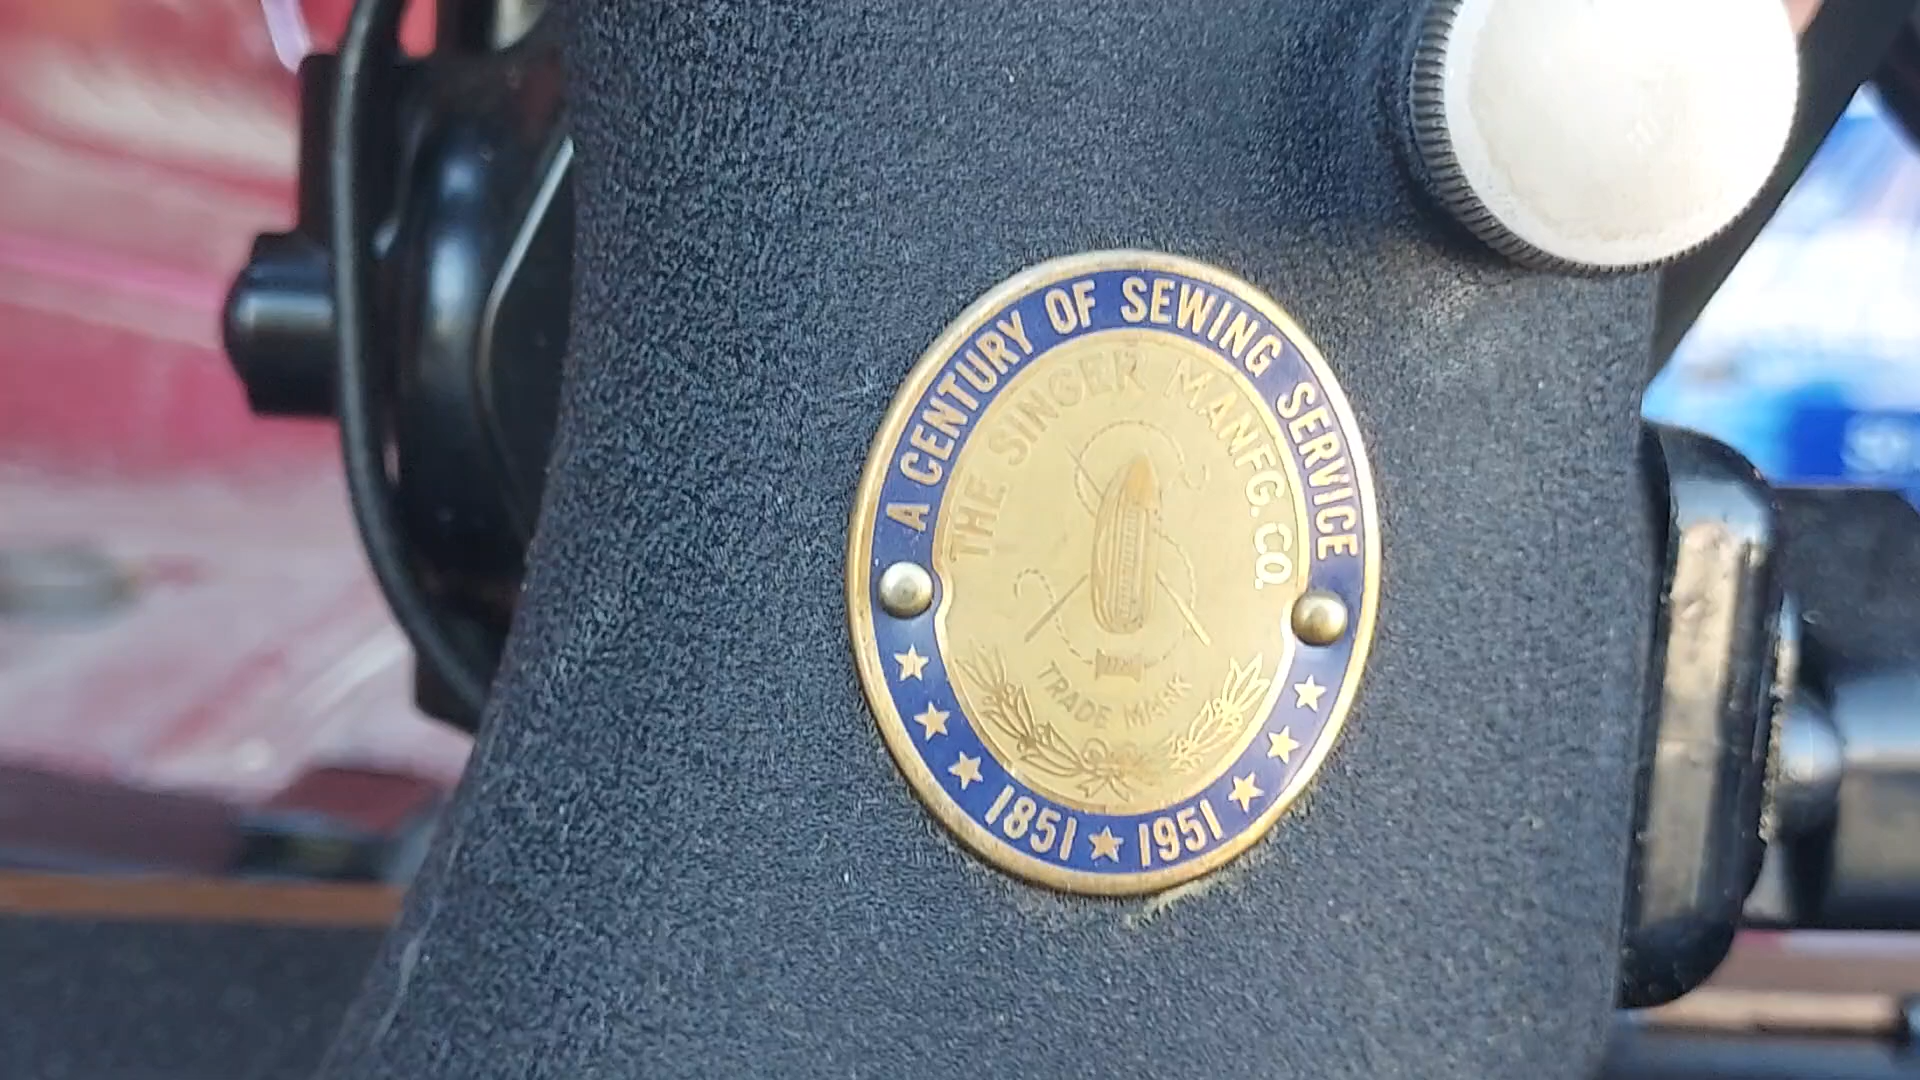 A CENTURY OF SEWING SERVICE
THE SINGER MANFG. CO.
TRADE MARK
1851 ★ 1951